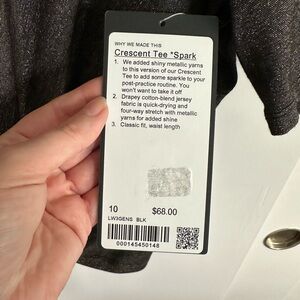 WHY WE MADE THIS
Crescent Tee *Spark
1. We added shiny metallic yarns
to this version of our Crescent
Tee to add some sparkle to your
post-practice routine. You
won't want to take it off
2. Drapey cotton-blend jersey
fabric is quick-drying and
four-way stretch with metallic
yarns for added shine
3. Classic fit, waist length
10 $68.00
LW3GENS BLK
000145450148